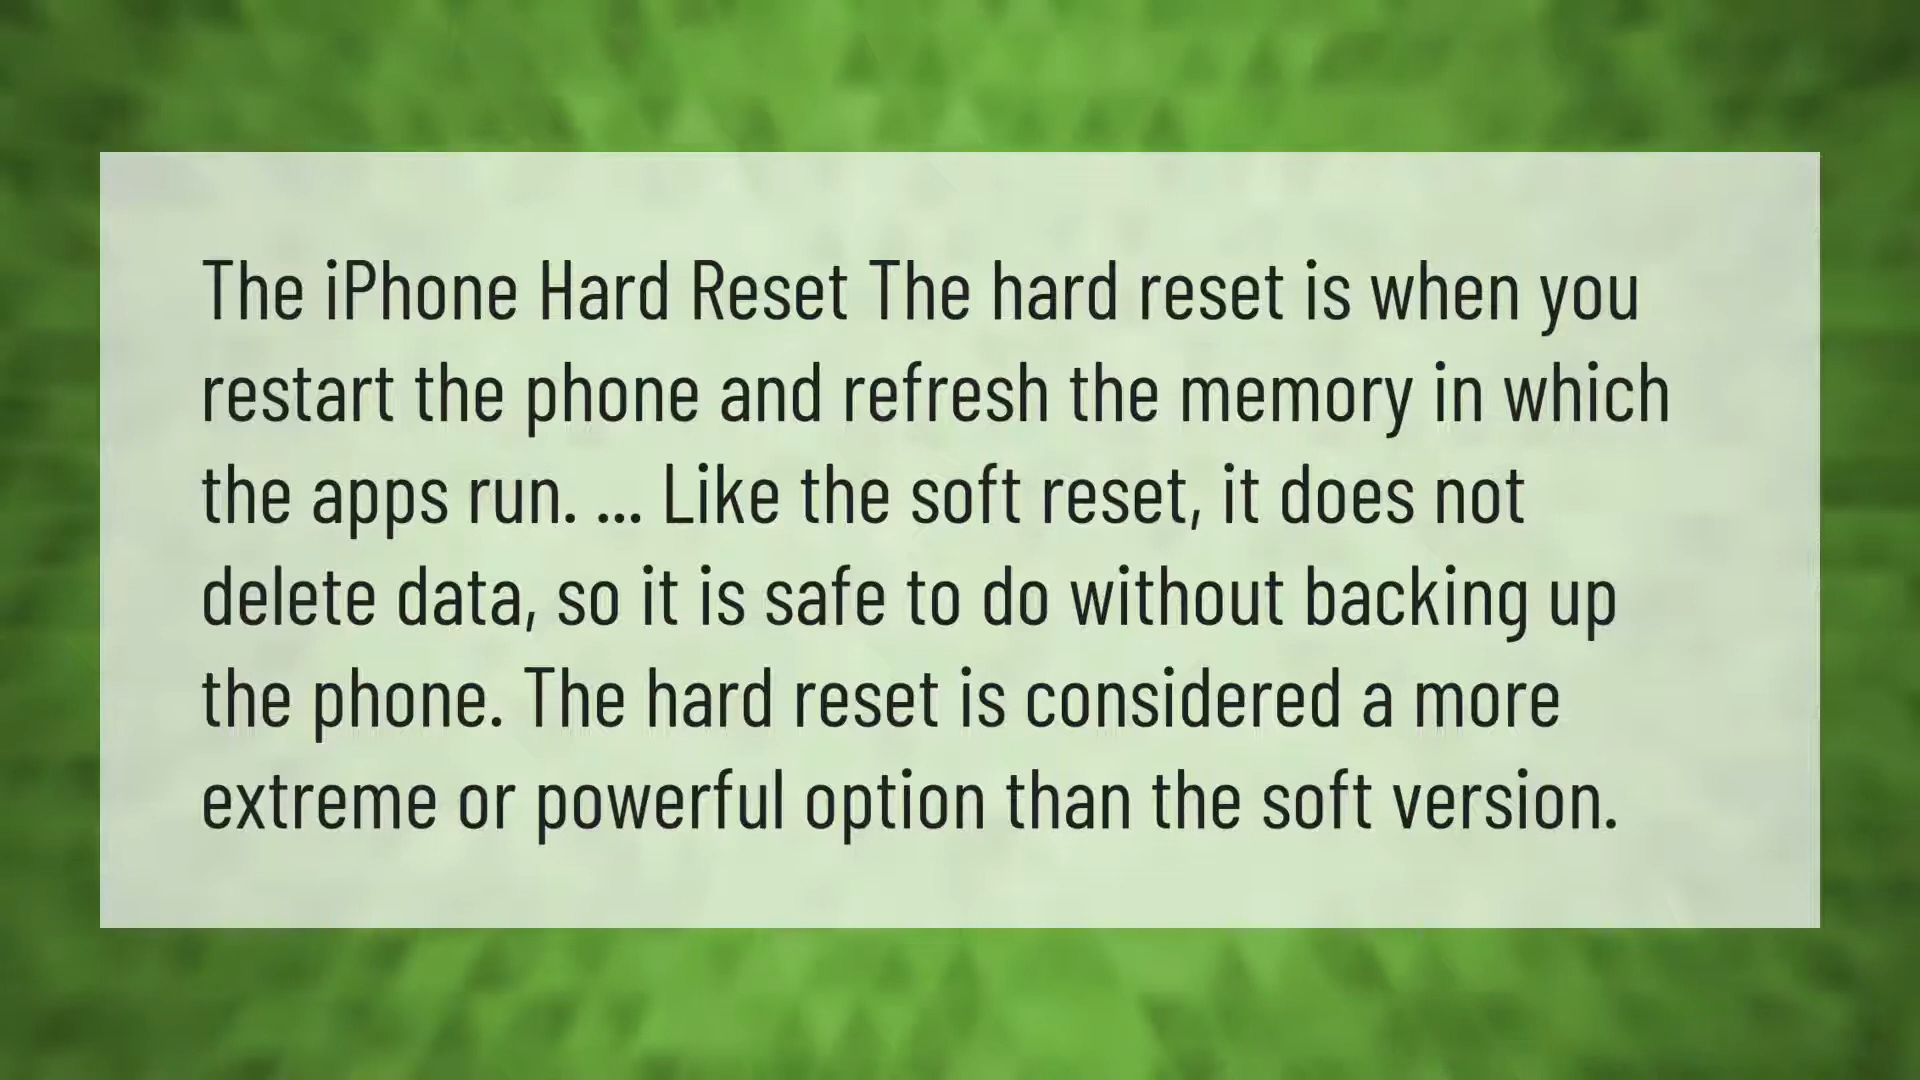 The iPhone Hard Reset The hard reset is when you
restart the phone and refresh the memory in which
the apps run. ... Like the soft reset, it does not
delete data, so it is safe to do without backing up
the phone. The hard reset is considered a more
extreme or powerful option than the soft version.